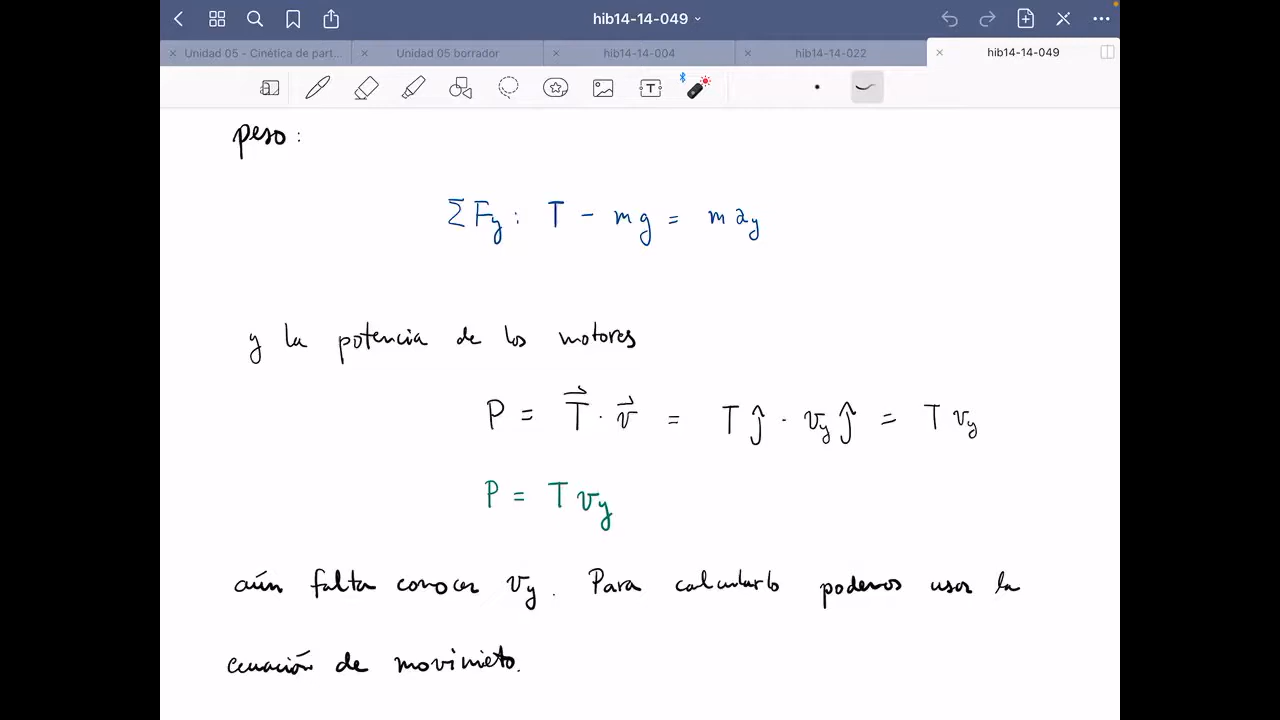 hib14-14-049
Unidad 05 - Cinética de part...
Unidad 05 borrador
hib14-14-004
hib14-14-022
hib14-14-049
peso:
ΣFy: T - mg = m ay
y la potencia de los motores
P = T⃗ · v⃗ = T ĵ · vy ĵ = T vy
P = T vy
aún falta conocer vy. Para calcularlo podemos usar la
ecuación de movimieto.